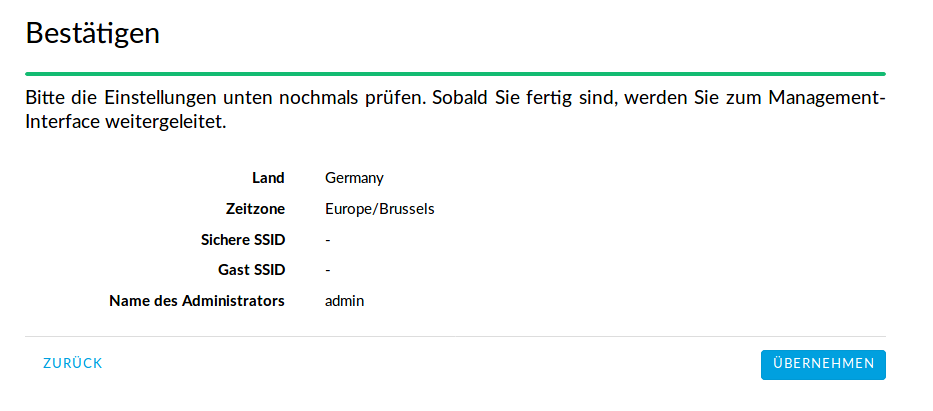 Bestätigen
Bitte die Einstellungen unten nochmals prüfen. Sobald Sie fertig sind, werden Sie zum Management-
Interface weitergeleitet.
Land Germany
Zeitzone Europe/Brussels
Sichere SSID -
Gast SSID -
Name des Administrators admin
ZURÜCK ÜBERNEHMEN